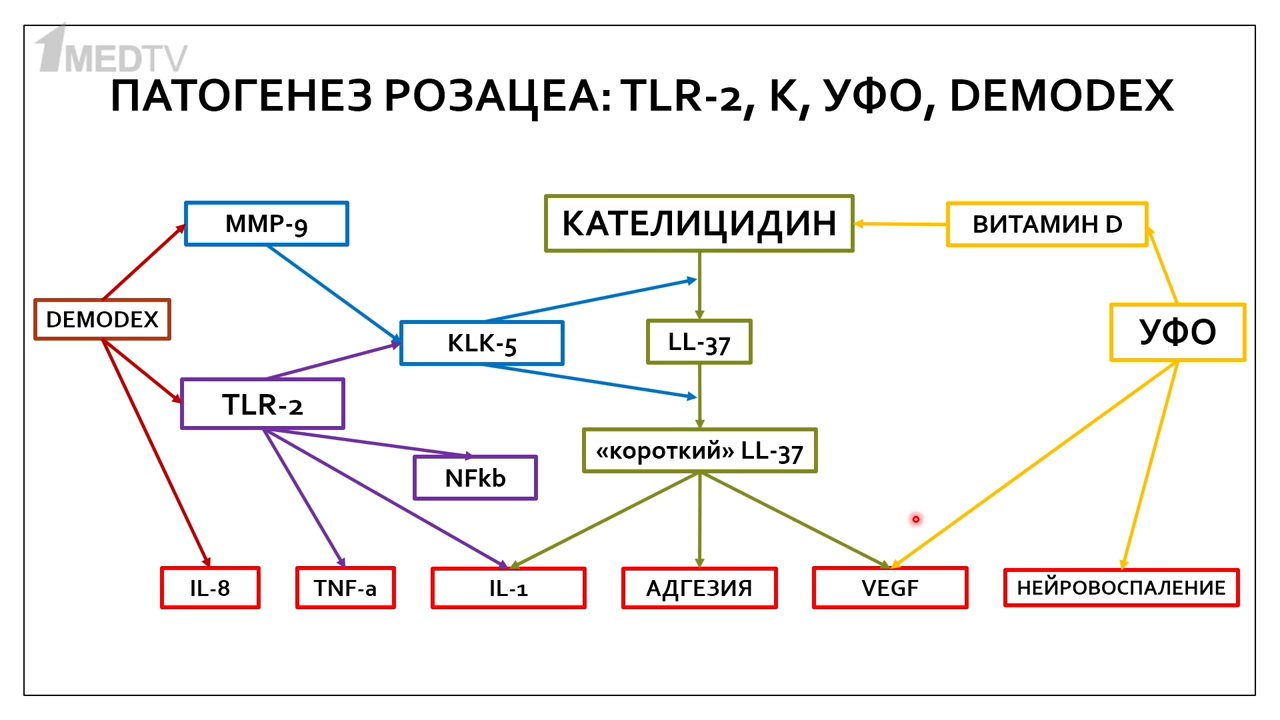 1MEDTV
ПАТОГЕНЕЗ РОЗАЦЕА: TLR-2, К, УФО, DEMODEX
MMP-9
КАТЕЛИЦИДИН
ВИТАМИН D
DEMODEX
KLK-5
LL-37
УФО
TLR-2
«короткий» LL-37
NFkb
IL-8
TNF-a
IL-1
АДГЕЗИЯ
VEGF
НЕЙРОВОСПАЛЕНИЕ